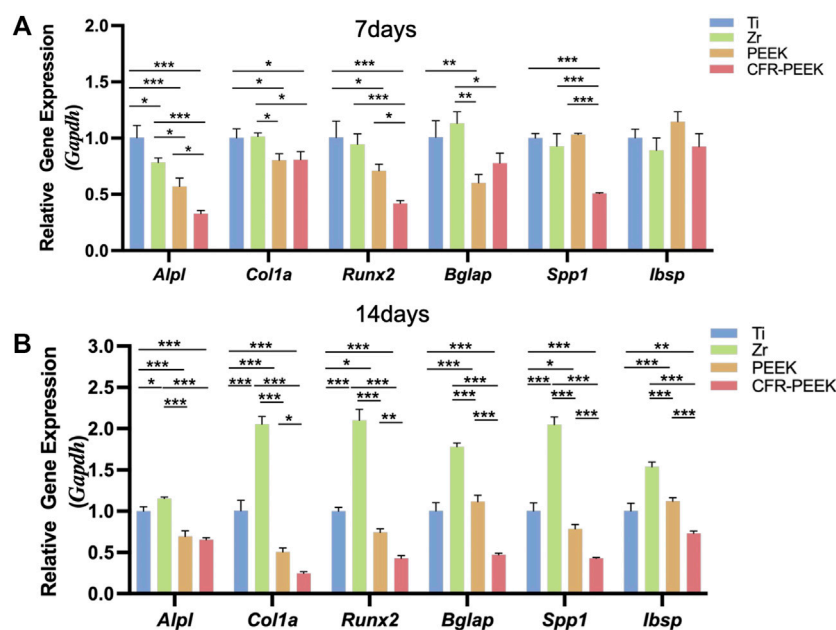 A
7days
Ti
Zr
PEEK
CFR-PEEK
Relative Gene Expression
(Gapdh)
2.0
1.5
1.0
0.5
0.0
*** * *** ** ***
*** * * * ***
* * *** ** ***
*** * *
*
*
Alpl Col1a Runx2 Bglap Spp1 Ibsp
B
14days
Ti
Zr
PEEK
CFR-PEEK
Relative Gene Expression
(Gapdh)
3.0
2.5
2.0
1.5
1.0
0.5
0.0
*** *** *** *** *** **
*** *** * *** * ***
* *** *** *** *** *** *** *** *** ***
*** *** *** *** *** ***
* ** *** *** ***
Alpl Col1a Runx2 Bglap Spp1 Ibsp